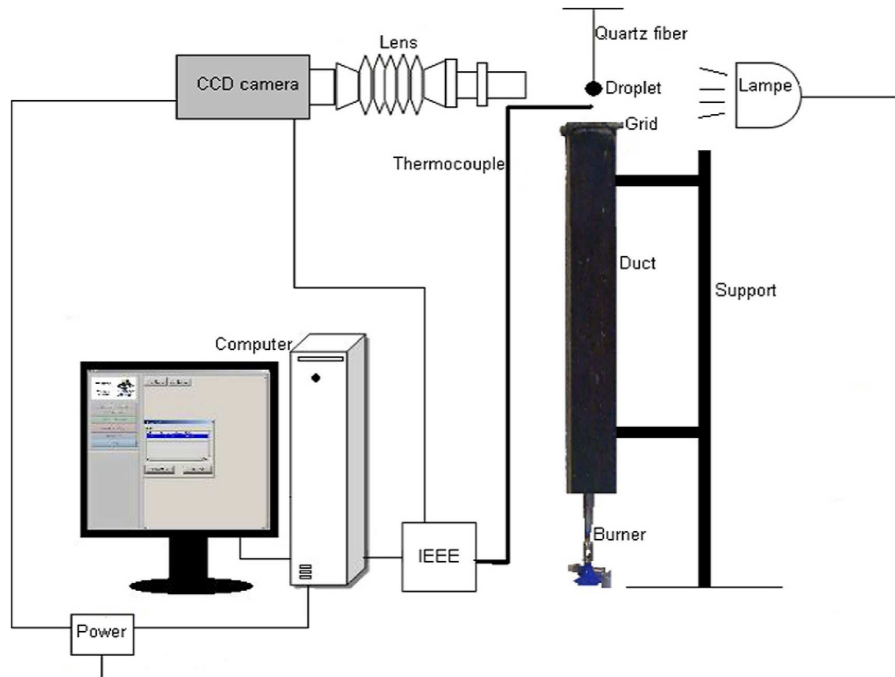 Lens
Quartz fiber
CCD camera
Droplet
Lampe
Grid
Thermocouple
Duct
Support
Computer
Burner
IEEE
Power